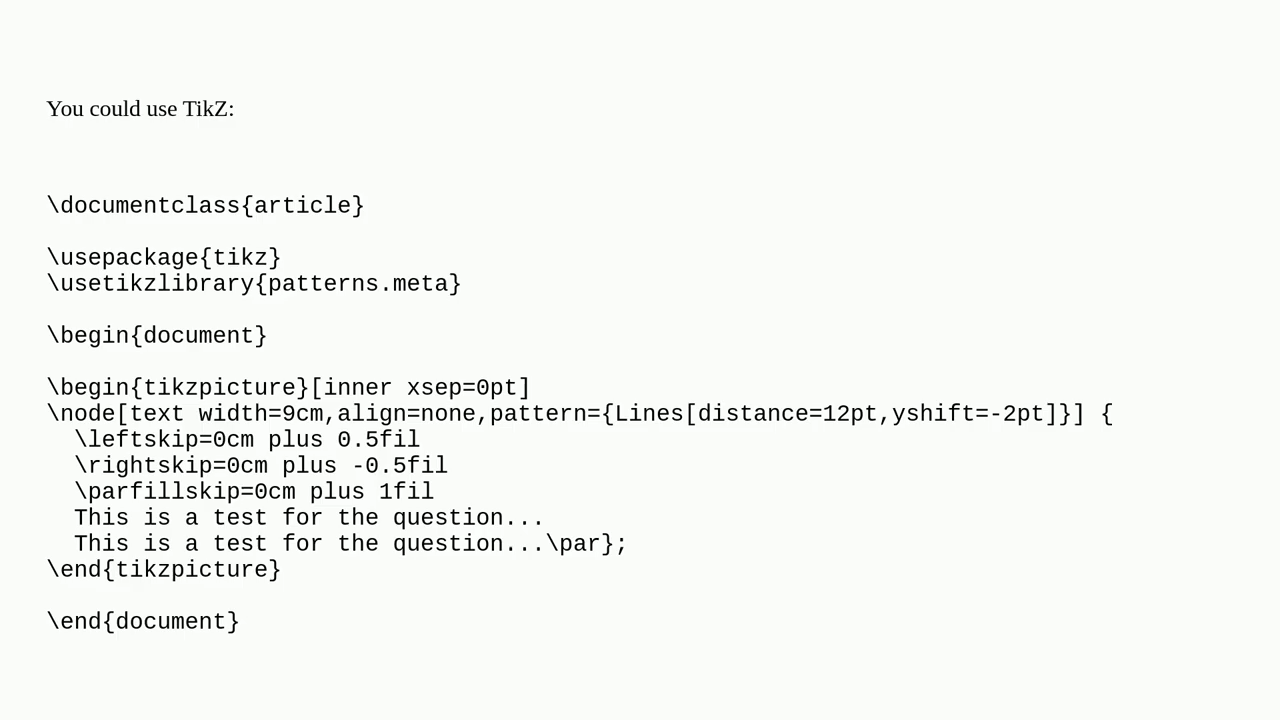 You could use TikZ:
\documentclass{article}
\usepackage{tikz}
\usetikzlibrary{patterns.meta}
\begin{document}
\begin{tikzpicture}[inner xsep=0pt]
\node[text width=9cm,align=none,pattern={Lines[distance=12pt,yshift=-2pt]}] {
  \leftskip=0cm plus 0.5fil
  \rightskip=0cm plus -0.5fil
  \parfillskip=0cm plus 1fil
  This is a test for the question...
  This is a test for the question...\par};
\end{tikzpicture}
\end{document}